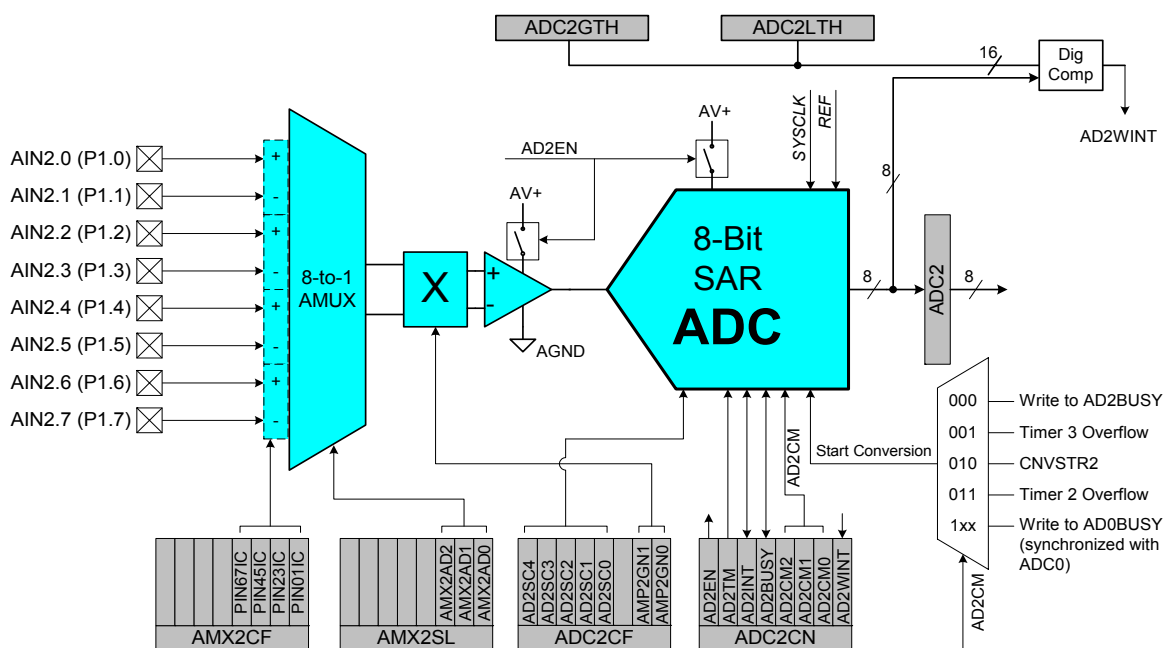 ADC2GTH
ADC2LTH
16
Dig
Comp
AD2WINT
AV+
AD2EN
AV+
SYSCLK
REF
8
AIN2.0 (P1.0)
AIN2.1 (P1.1)
AIN2.2 (P1.2)
AIN2.3 (P1.3)
AIN2.4 (P1.4)
AIN2.5 (P1.5)
AIN2.6 (P1.6)
AIN2.7 (P1.7)
+
-
+
-
+
-
+
-
8-to-1
AMUX
X
+
-
AGND
8-Bit
SAR
ADC
8
ADC2
8
Start Conversion
AD2CM
000
001
010
011
1xx
Write to AD2BUSY
Timer 3 Overflow
CNVSTR2
Timer 2 Overflow
Write to AD0BUSY
(synchronized with
ADC0)
AD2CM
PIN67IC
PIN45IC
PIN23IC
PIN01IC
AMX2CF
AMX2AD2
AMX2AD1
AMX2AD0
AMX2SL
AD2SC4
AD2SC3
AD2SC2
AD2SC1
AD2SC0
AMP2GN1
AMP2GN0
ADC2CF
AD2EN
AD2TM
AD2INT
AD2BUSY
AD2CM2
AD2CM1
AD2CM0
AD2WINT
ADC2CN